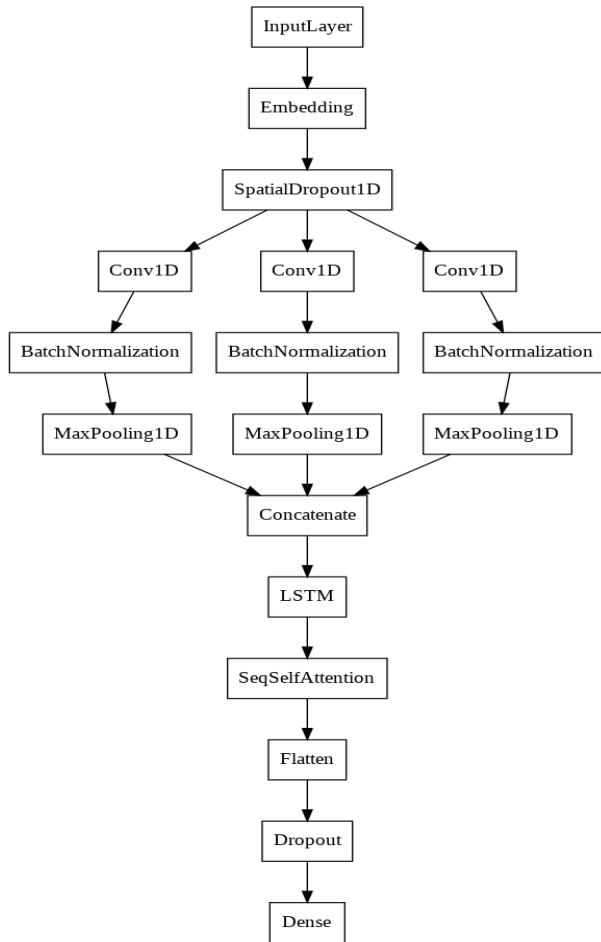 InputLayer
Embedding
SpatialDropout1D
Conv1D Conv1D Conv1D
BatchNormalization BatchNormalization BatchNormalization
MaxPooling1D MaxPooling1D MaxPooling1D
Concatenate
LSTM
SeqSelfAttention
Flatten
Dropout
Dense